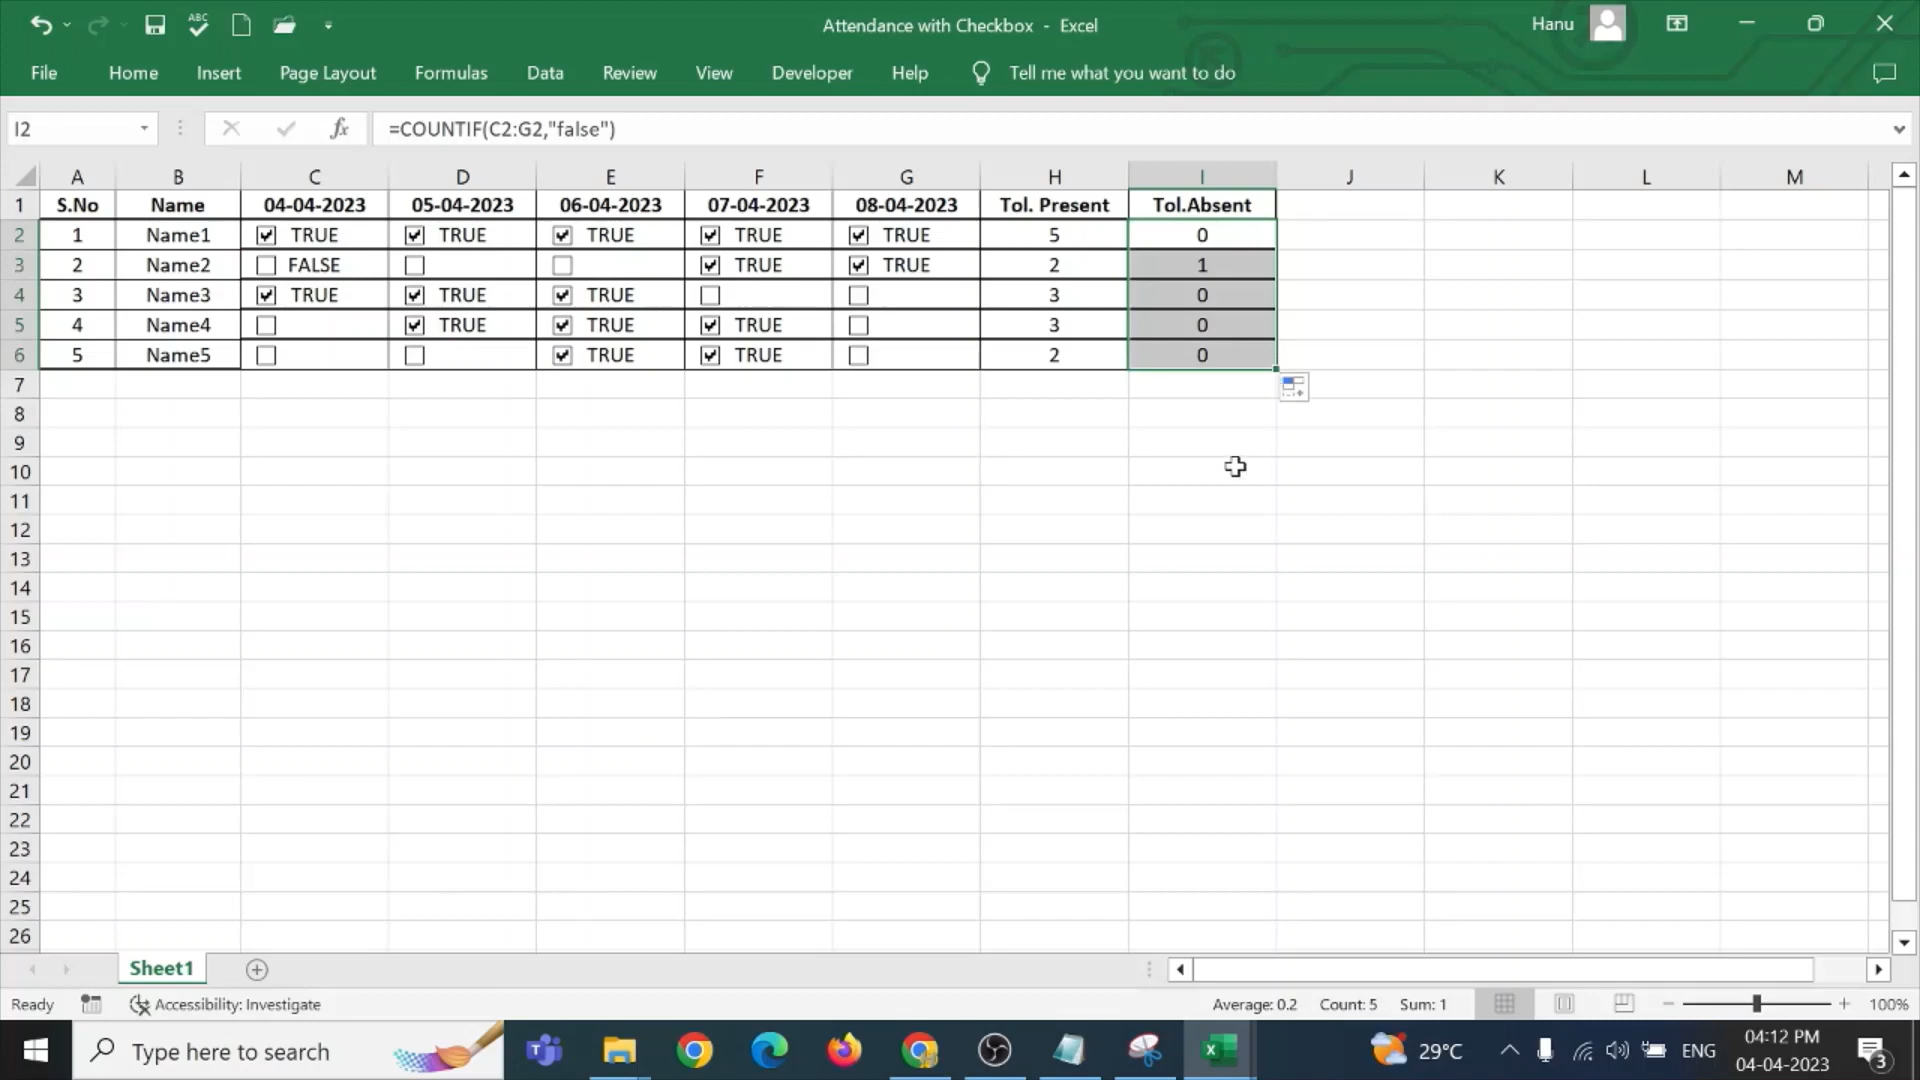 ABC
Attendance with Checkbox - Excel
Hanu
File Home Insert Page Layout Formulas Data Review View Developer Help Tell me what you want to do
I2 fx =COUNTIF(C2:G2,"false")
A B C D E F G H I J K L M
1 S.No Name 04-04-2023 05-04-2023 06-04-2023 07-04-2023 08-04-2023 Tol. Present Tol.Absent
2 1 Name1 TRUE TRUE TRUE TRUE TRUE 5 0
3 2 Name2 FALSE TRUE TRUE 2 1
4 3 Name3 TRUE TRUE TRUE 3 0
5 4 Name4 TRUE TRUE TRUE 3 0
6 5 Name5 TRUE TRUE 2 0
7
8
9
10
11
12
13
14
15
16
17
18
19
20
21
22
23
24
25
26
Sheet1
Ready Accessibility: Investigate Average: 0.2 Count: 5 Sum: 1 100%
Type here to search 29°C ENG 04:12 PM
04-04-2023 3